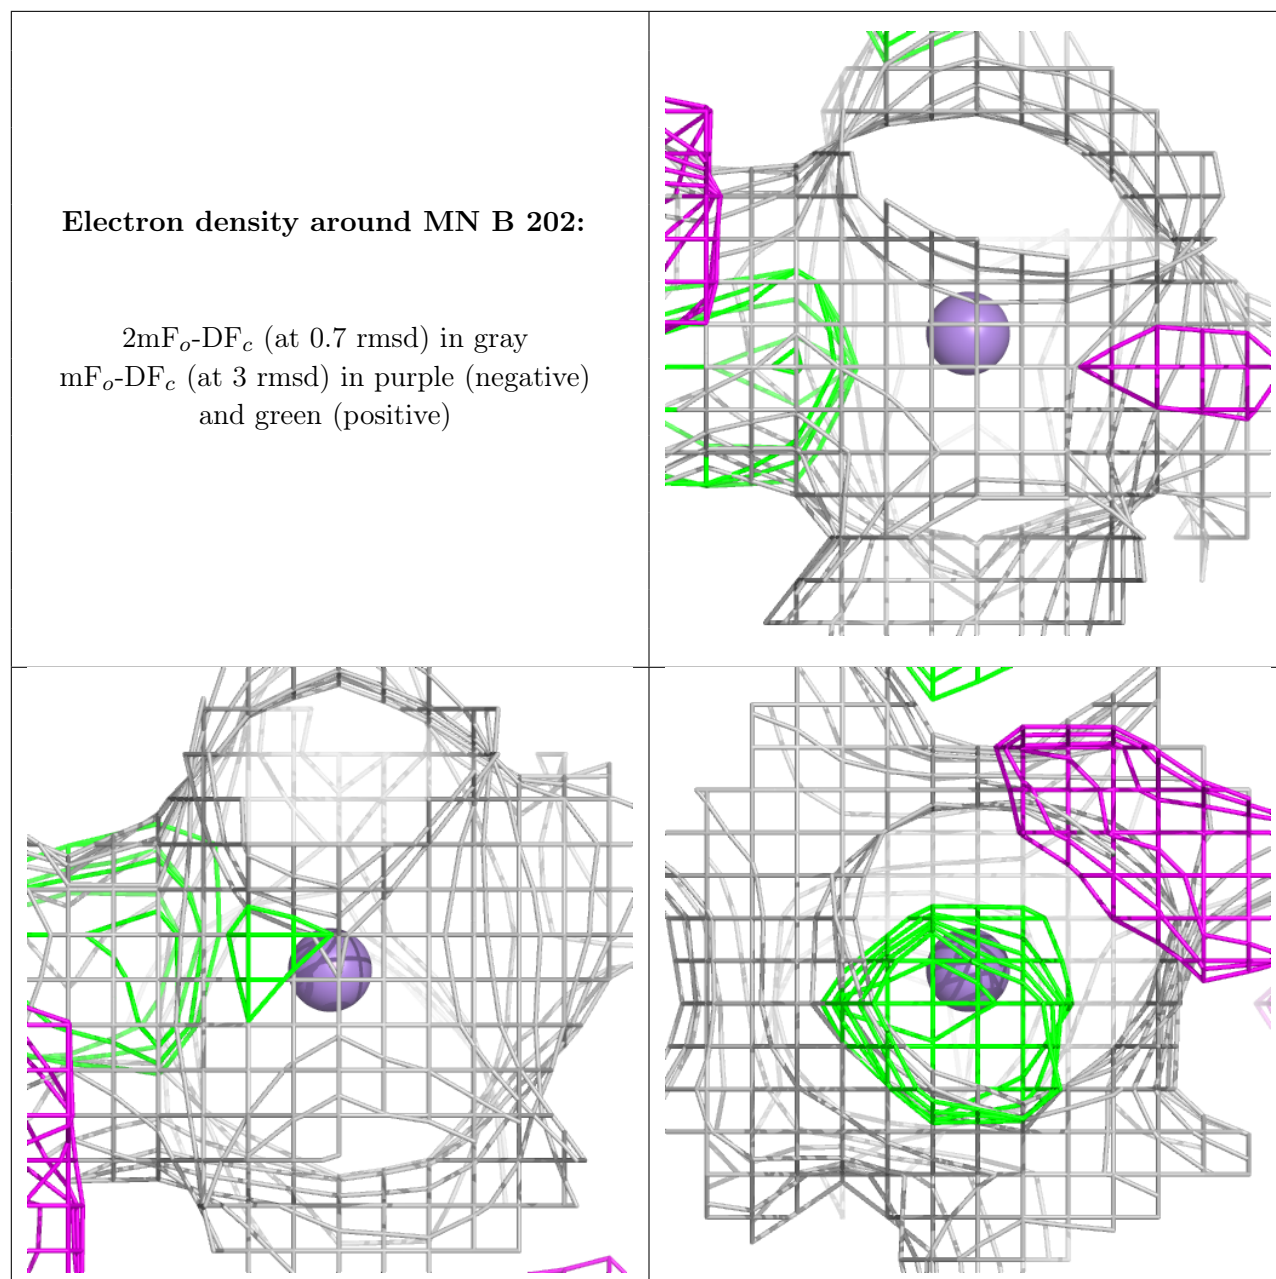 Electron density around MN B 202:
2mFo-DFc (at 0.7 rmsd) in gray
mFo-DFc (at 3 rmsd) in purple (negative)
and green (positive)